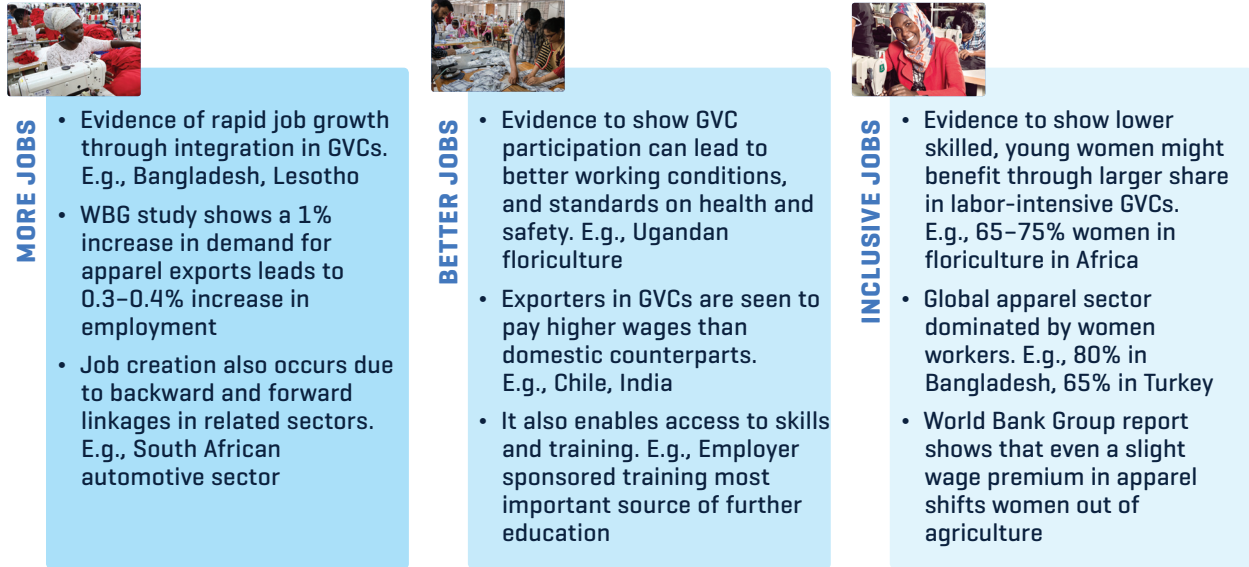 MORE JOBS
• Evidence of rapid job growth
through integration in GVCs.
E.g., Bangladesh, Lesotho
• WBG study shows a 1%
increase in demand for
apparel exports leads to
0.3–0.4% increase in
employment
• Job creation also occurs due
to backward and forward
linkages in related sectors.
E.g., South African
automotive sector
BETTER JOBS
• Evidence to show GVC
participation can lead to
better working conditions,
and standards on health and
safety. E.g., Ugandan
floriculture
• Exporters in GVCs are seen to
pay higher wages than
domestic counterparts.
E.g., Chile, India
• It also enables access to skills
and training. E.g., Employer
sponsored training most
important source of further
education
INCLUSIVE JOBS
• Evidence to show lower
skilled, young women might
benefit through larger share
in labor-intensive GVCs.
E.g., 65–75% women in
floriculture in Africa
• Global apparel sector
dominated by women
workers. E.g., 80% in
Bangladesh, 65% in Turkey
• World Bank Group report
shows that even a slight
wage premium in apparel
shifts women out of
agriculture